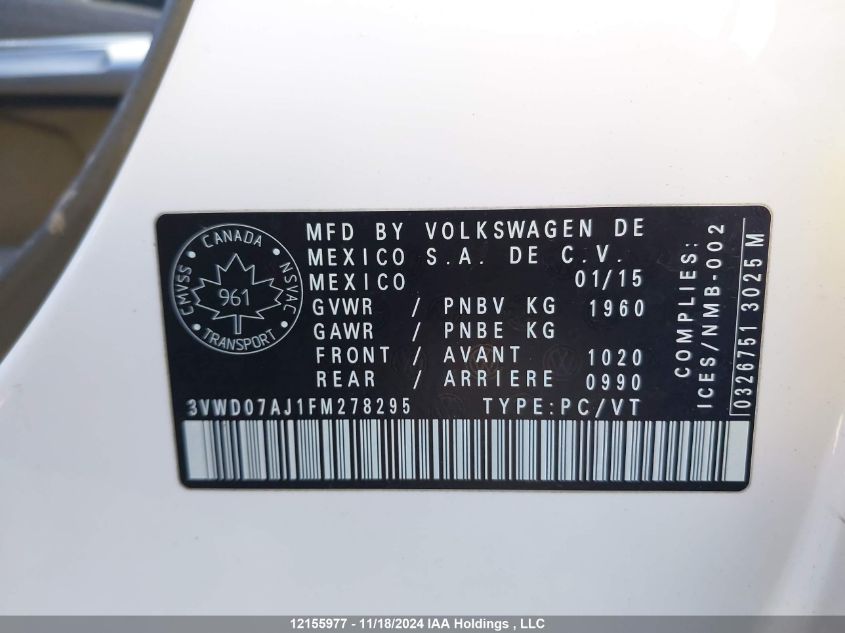 CANADA
CMVSS
NSVAC
961
TRANSPORT
MFD BY VOLKSWAGEN DE
MEXICO S.A. DE C.V.
MEXICO 01/15
GVWR / PNBV KG 1960
GAWR / PNBE KG
FRONT / AVANT 1020
REAR / ARRIERE 0990
3VWD07AJ1FM278295 TYPE:PC/VT
COMPLIES:
ICES/NMB-002
0326751 3025 M
12155977 - 11/18/2024 IAA Holdings , LLC